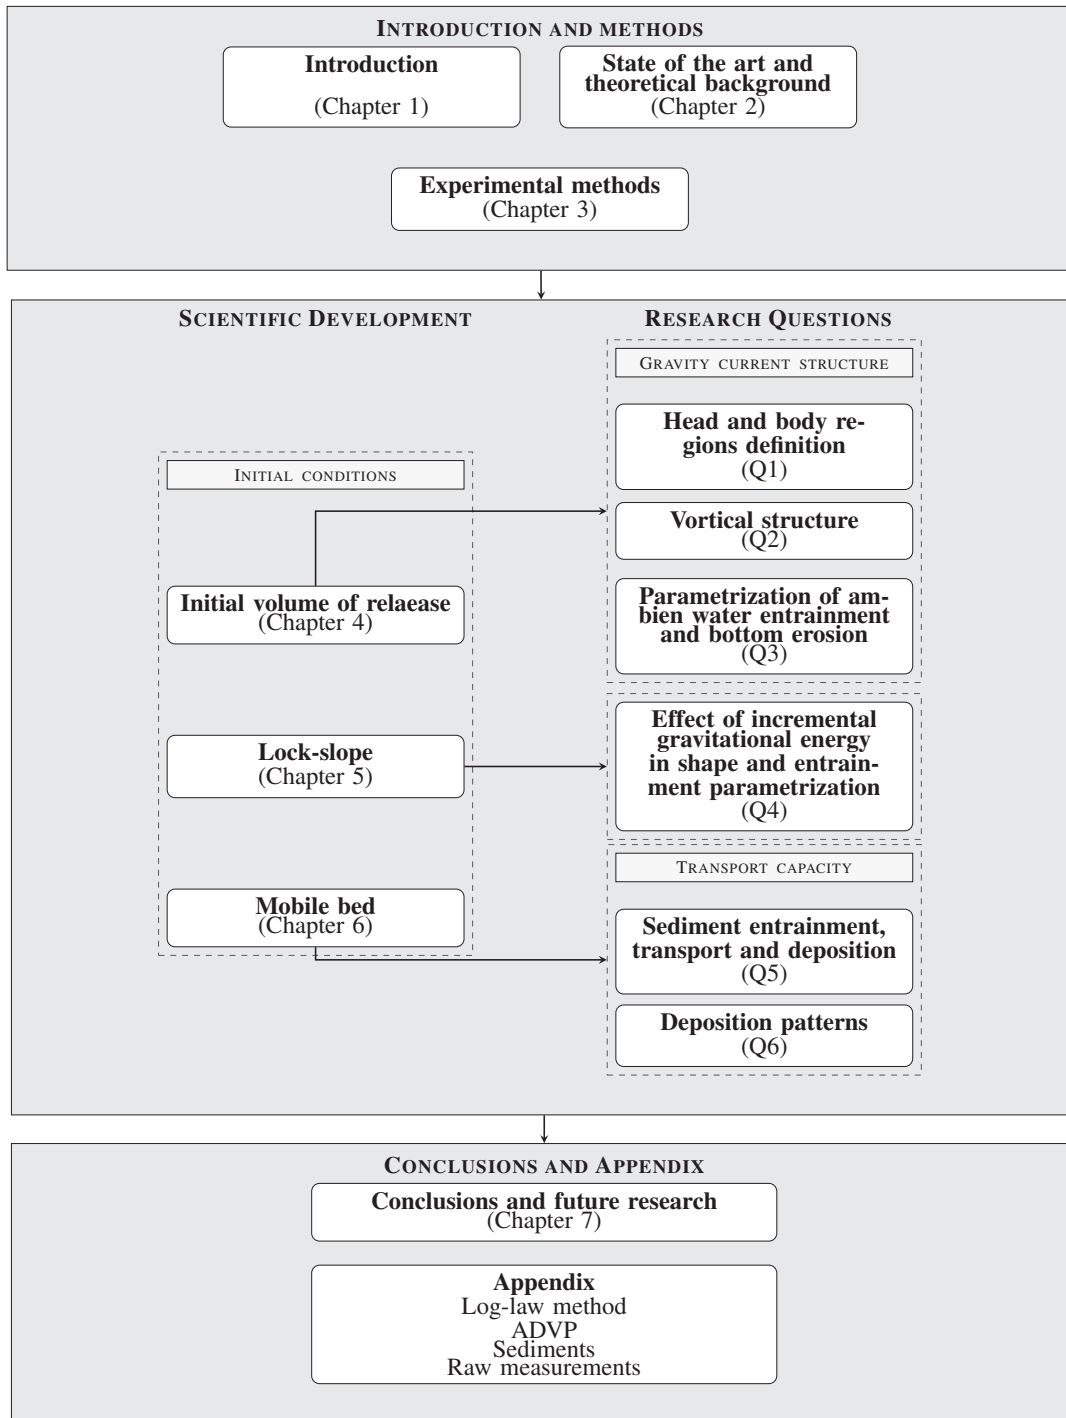 INTRODUCTION AND METHODS
Introduction
(Chapter 1)
State of the art and
theoretical background
(Chapter 2)
Experimental methods
(Chapter 3)
SCIENTIFIC DEVELOPMENT
INITIAL CONDITIONS
Initial volume of relaease
(Chapter 4)
Lock-slope
(Chapter 5)
Mobile bed
(Chapter 6)
RESEARCH QUESTIONS
GRAVITY CURRENT STRUCTURE
Head and body re-
gions definition
(Q1)
Vortical structure
(Q2)
Parametrization of am-
bien water entrainment
and bottom erosion
(Q3)
Effect of incremental
gravitational energy
in shape and entrain-
ment parametrization
(Q4)
TRANSPORT CAPACITY
Sediment entrainment,
transport and deposition
(Q5)
Deposition patterns
(Q6)
CONCLUSIONS AND APPENDIX
Conclusions and future research
(Chapter 7)
Appendix
Log-law method
ADVP
Sediments
Raw measurements